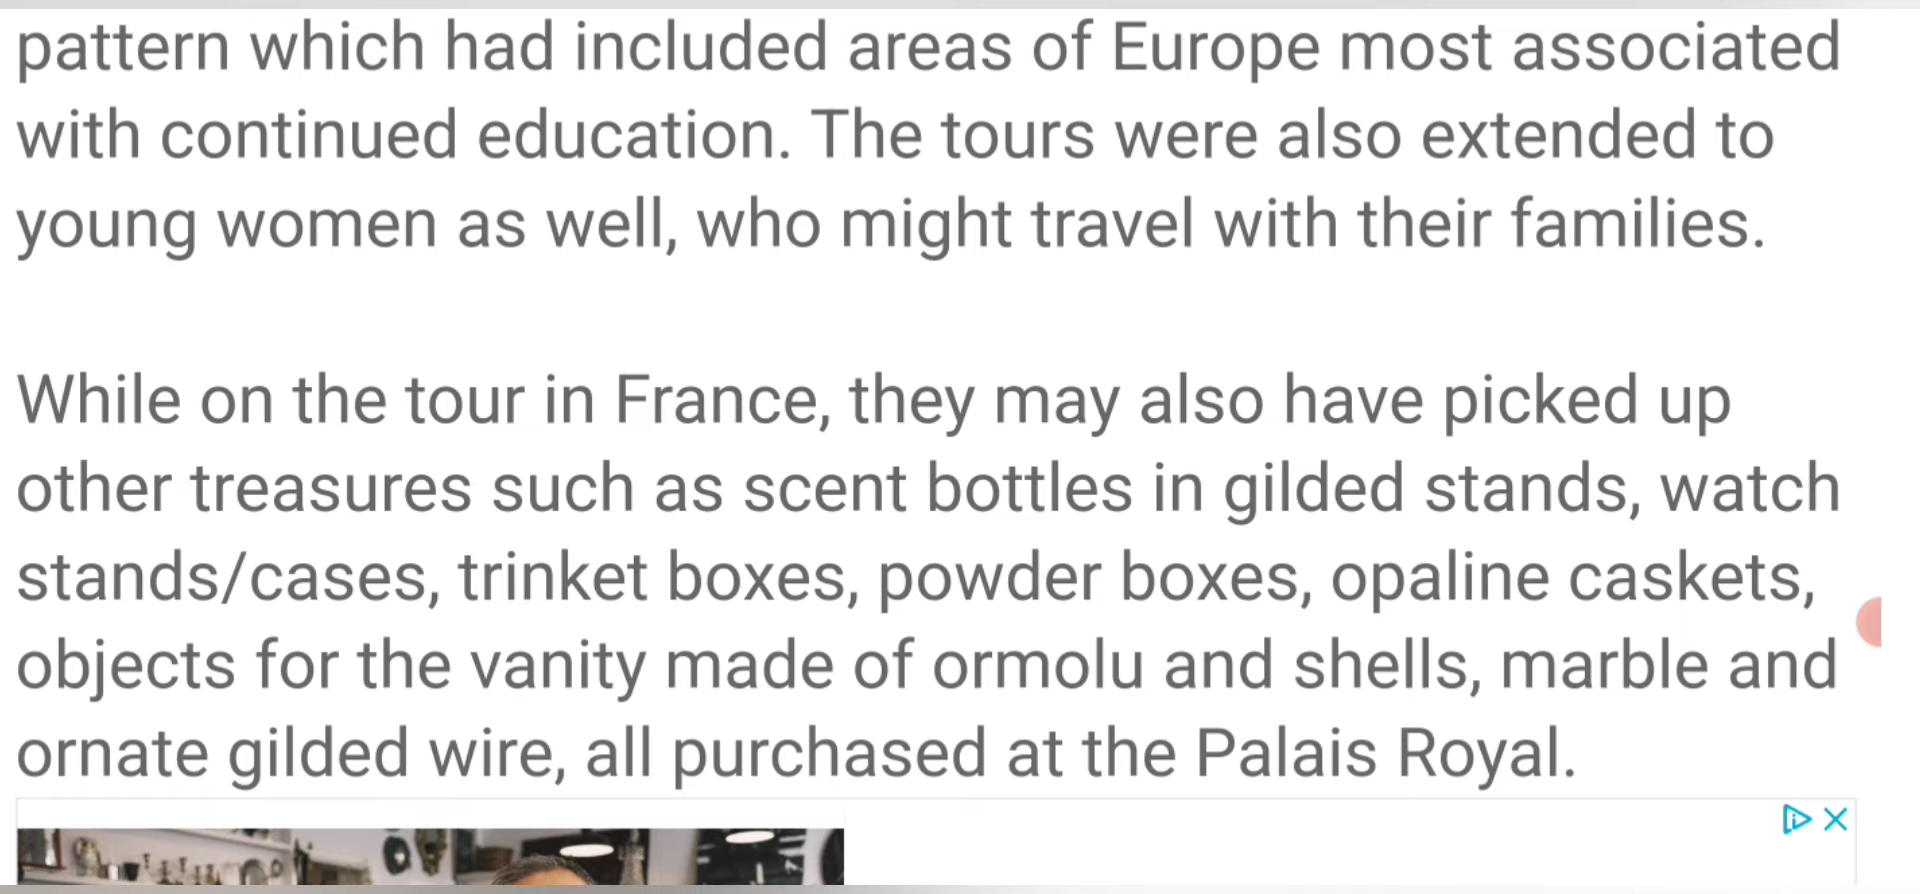 pattern which had included areas of Europe most associated
with continued education. The tours were also extended to
young women as well, who might travel with their families.
While on the tour in France, they may also have picked up
other treasures such as scent bottles in gilded stands, watch
stands/cases, trinket boxes, powder boxes, opaline caskets,
objects for the vanity made of ormolu and shells, marble and
ornate gilded wire, all purchased at the Palais Royal.